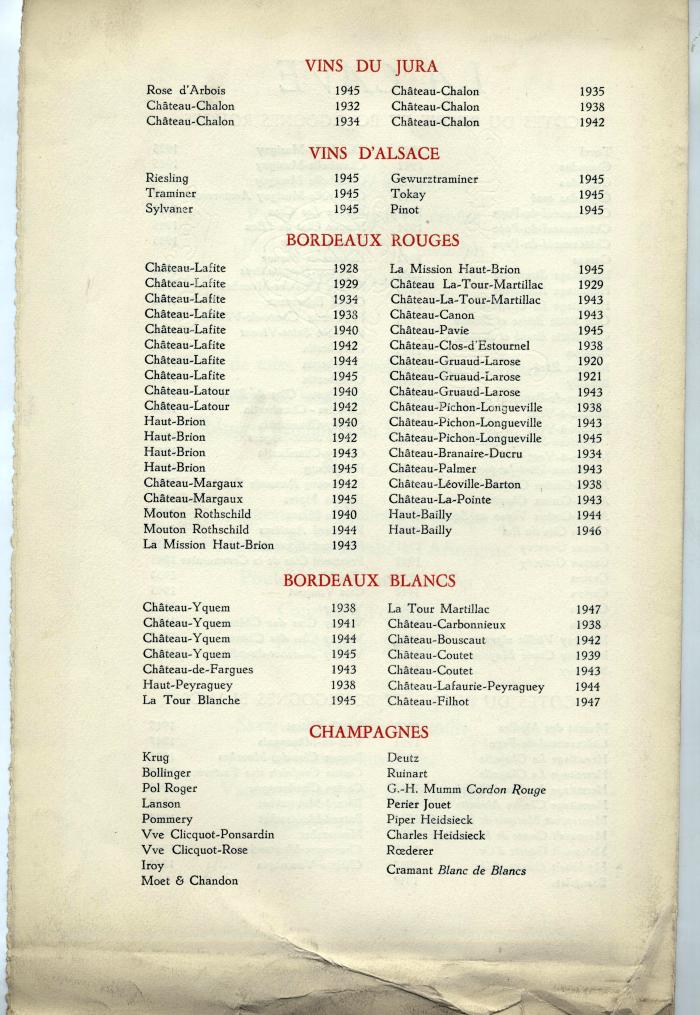 VINS DU JURA
Rose d'Arbois 1945 Château-Chalon 1935
Château-Chalon 1932 Château-Chalon 1938
Château-Chalon 1934 Château-Chalon 1942
VINS D'ALSACE
Riesling 1945 Gewurztraminer 1945
Traminer 1945 Tokay 1945
Sylvaner 1945 Pinot 1945
BORDEAUX ROUGES
Château-Lafite 1928 La Mission Haut-Brion 1945
Château-Lafite 1929 Château La-Tour-Martillac 1929
Château-Lafite 1934 Château-La-Tour-Martillac 1943
Château-Lafite 1938 Château-Canon 1943
Château-Lafite 1940 Château-Pavie 1945
Château-Lafite 1942 Château-Clos-d'Estournel 1938
Château-Lafite 1944 Château-Gruaud-Larose 1920
Château-Lafite 1945 Château-Gruaud-Larose 1921
Château-Latour 1940 Château-Gruaud-Larose 1943
Château-Latour 1942 Château-Pichon-Longueville 1938
Haut-Brion 1940 Château-Pichon-Longueville 1943
Haut-Brion 1942 Château-Pichon-Longueville 1945
Haut-Brion 1943 Château-Branaire-Ducru 1934
Haut-Brion 1945 Château-Palmer 1943
Château-Margaux 1942 Château-Léoville-Barton 1938
Château-Margaux 1945 Château-La-Pointe 1943
Mouton Rothschild 1940 Haut-Bailly 1944
Mouton Rothschild 1944 Haut-Bailly 1946
La Mission Haut-Brion 1943
BORDEAUX BLANCS
Château-Yquem 1938 La Tour Martillac 1947
Château-Yquem 1941 Château-Carbonnieux 1938
Château-Yquem 1944 Château-Bouscaut 1942
Château-Yquem 1945 Château-Coutet 1939
Château-de-Fargues 1943 Château-Coutet 1943
Haut-Peyraguey 1938 Château-Lafaurie-Peyraguey 1944
La Tour Blanche 1945 Château-Filhot 1947
CHAMPAGNES
Krug Deutz
Bollinger Ruinart
Pol Roger G.-H. Mumm Cordon Rouge
Lanson Perier Jouet
Pommery Piper Heidsieck
Vve Clicquot-Ponsardin Charles Heidsieck
Vve Clicquot-Rose Rœderer
Iroy Cramant Blanc de Blancs
Moet & Chandon